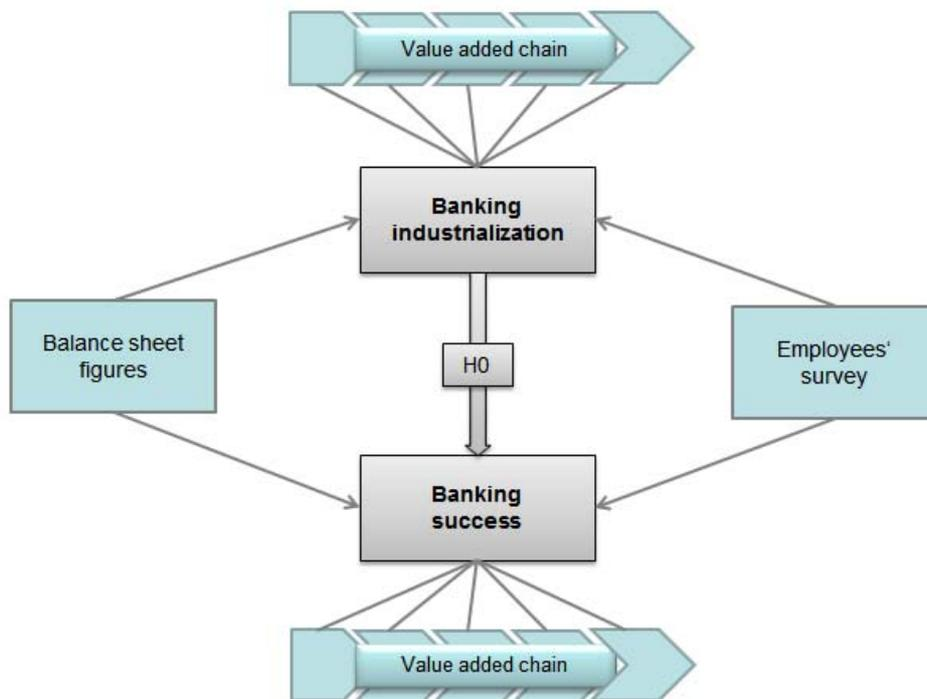 Value added chain
Banking
industrialization
Balance sheet
figures
H0
Employees‘
survey
Banking
success
Value added chain